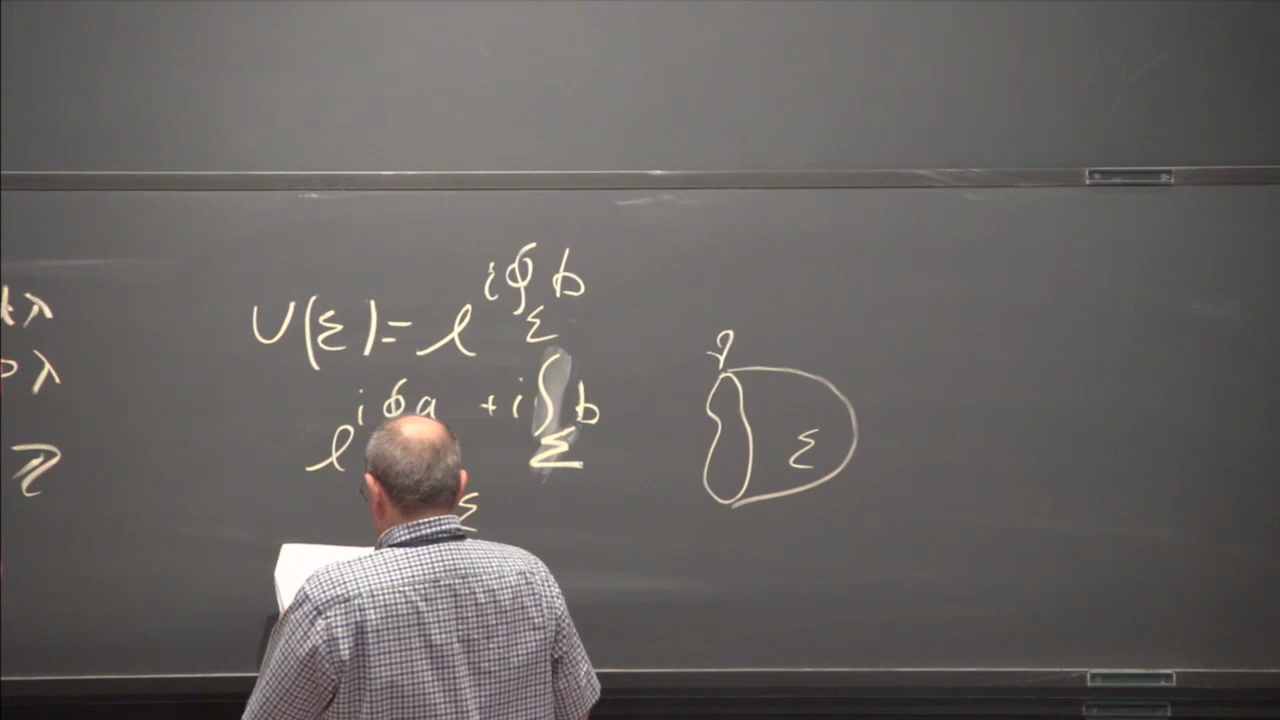 U(Σ) = e^{i∮_Σ b}
e^{i∮a + i∫_Σ b}
Σ
λ
λ
γ
Σ